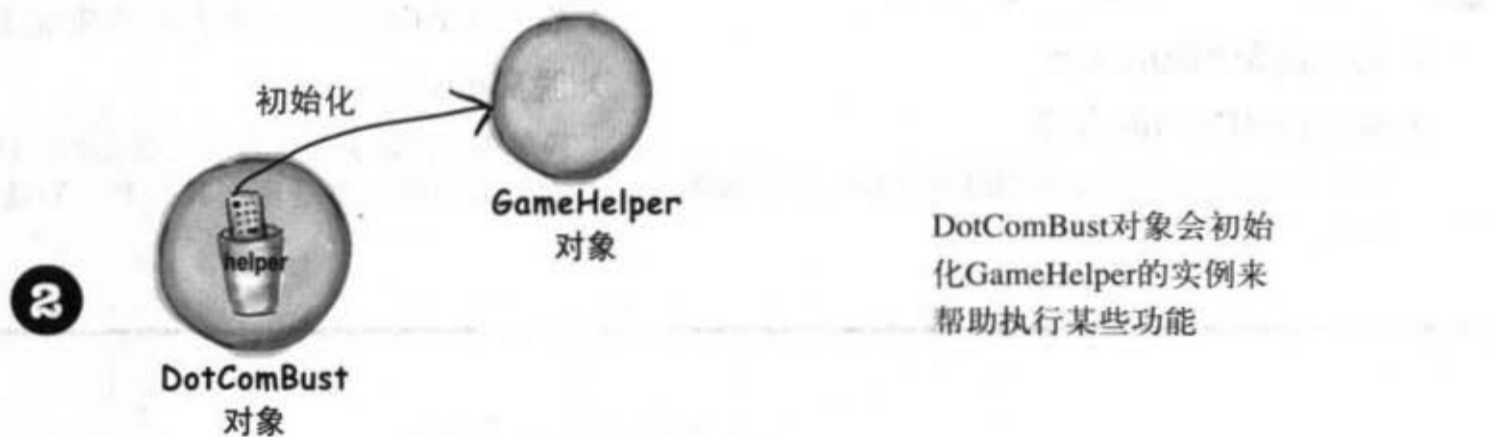 初始化
GameHelper
对象
helper
2
DotComBust
对象
DotComBust对象会初始
化GameHelper的实例来
帮助执行某些功能